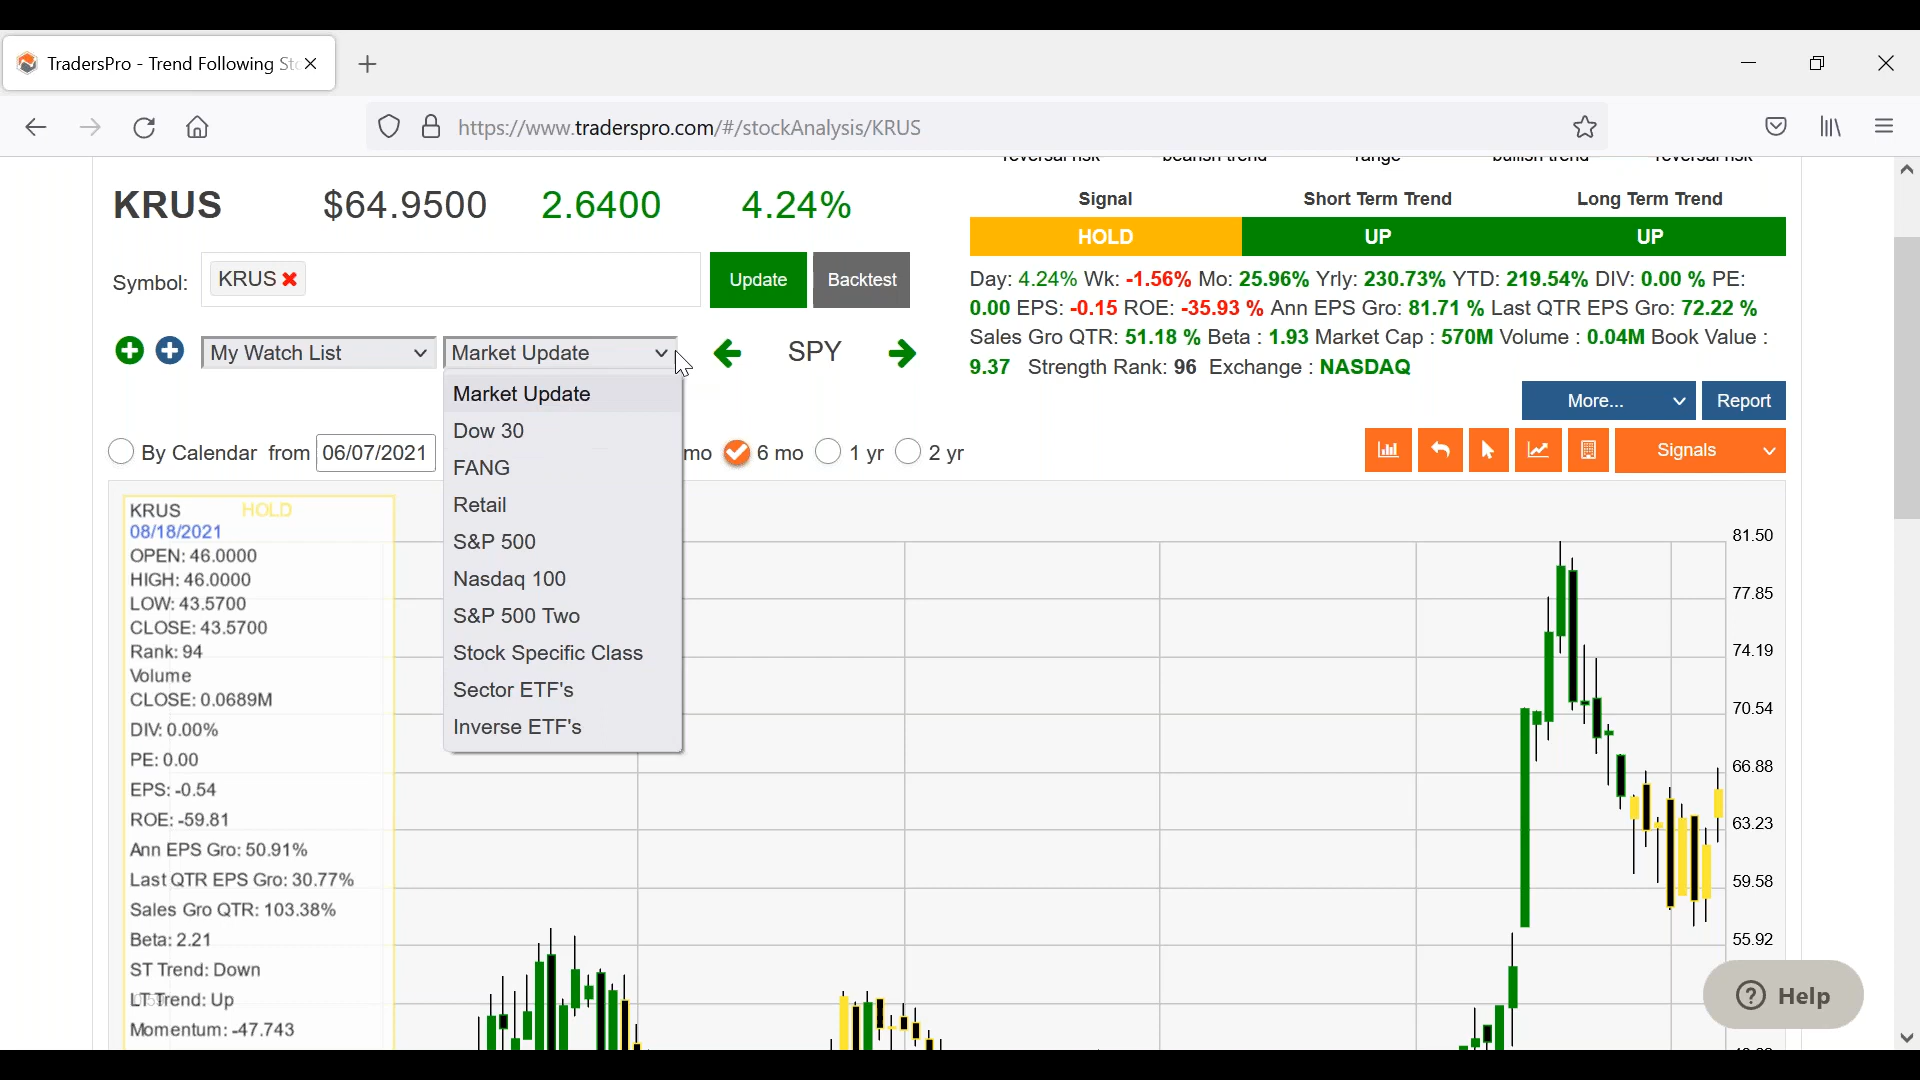 TradersPro - Trend Following Sto
https://www.traderspro.com/#/stockAnalysis/KRUS
reversal risk bearish trend range bullish trend reversal risk
KRUS $64.9500 2.6400 4.24%
Signal Short Term Trend Long Term Trend
HOLD UP UP
Symbol: KRUS Update Backtest
Day: 4.24% Wk: -1.56% Mo: 25.96% Yrly: 230.73% YTD: 219.54% DIV: 0.00 % PE:
0.00 EPS: -0.15 ROE: -35.93 % Ann EPS Gro: 81.71 % Last QTR EPS Gro: 72.22 %
Sales Gro QTR: 51.18 % Beta : 1.93 Market Cap : 570M Volume : 0.04M Book Value :
9.37 Strength Rank: 96 Exchange : NASDAQ
My Watch List Market Update SPY
More... Report
Market Update
Dow 30
FANG
Retail
S&P 500
Nasdaq 100
S&P 500 Two
Stock Specific Class
Sector ETF's
Inverse ETF's
By Calendar from 06/07/2021 mo 6 mo 1 yr 2 yr
Signals
KRUS HOLD
08/18/2021
OPEN: 46.0000
HIGH: 46.0000
LOW: 43.5700
CLOSE: 43.5700
Rank: 94
Volume
CLOSE: 0.0689M
DIV: 0.00%
PE: 0.00
EPS: -0.54
ROE: -59.81
Ann EPS Gro: 50.91%
Last QTR EPS Gro: 30.77%
Sales Gro QTR: 103.38%
Beta: 2.21
ST Trend: Down
LT Trend: Up
Momentum: -47.743
81.50
77.85
74.19
70.54
66.88
63.23
59.58
55.92
Help